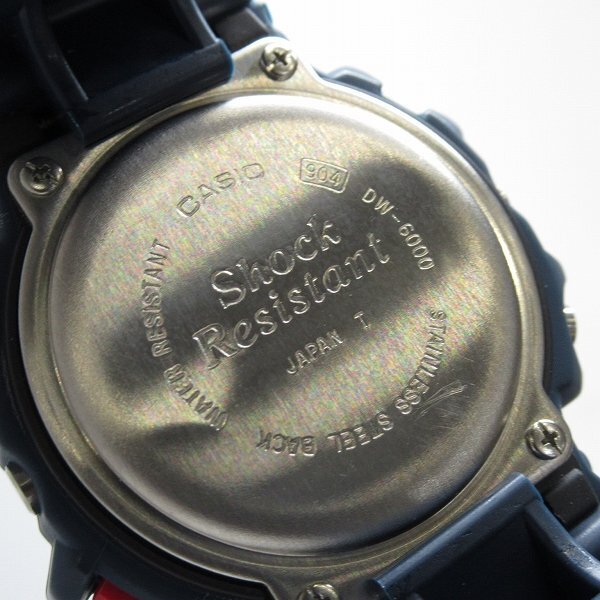 CASIO
904
DW-6000
Shock
Resistant
JAPAN T
WATER RESISTANT
STAINLESS STEEL BACK